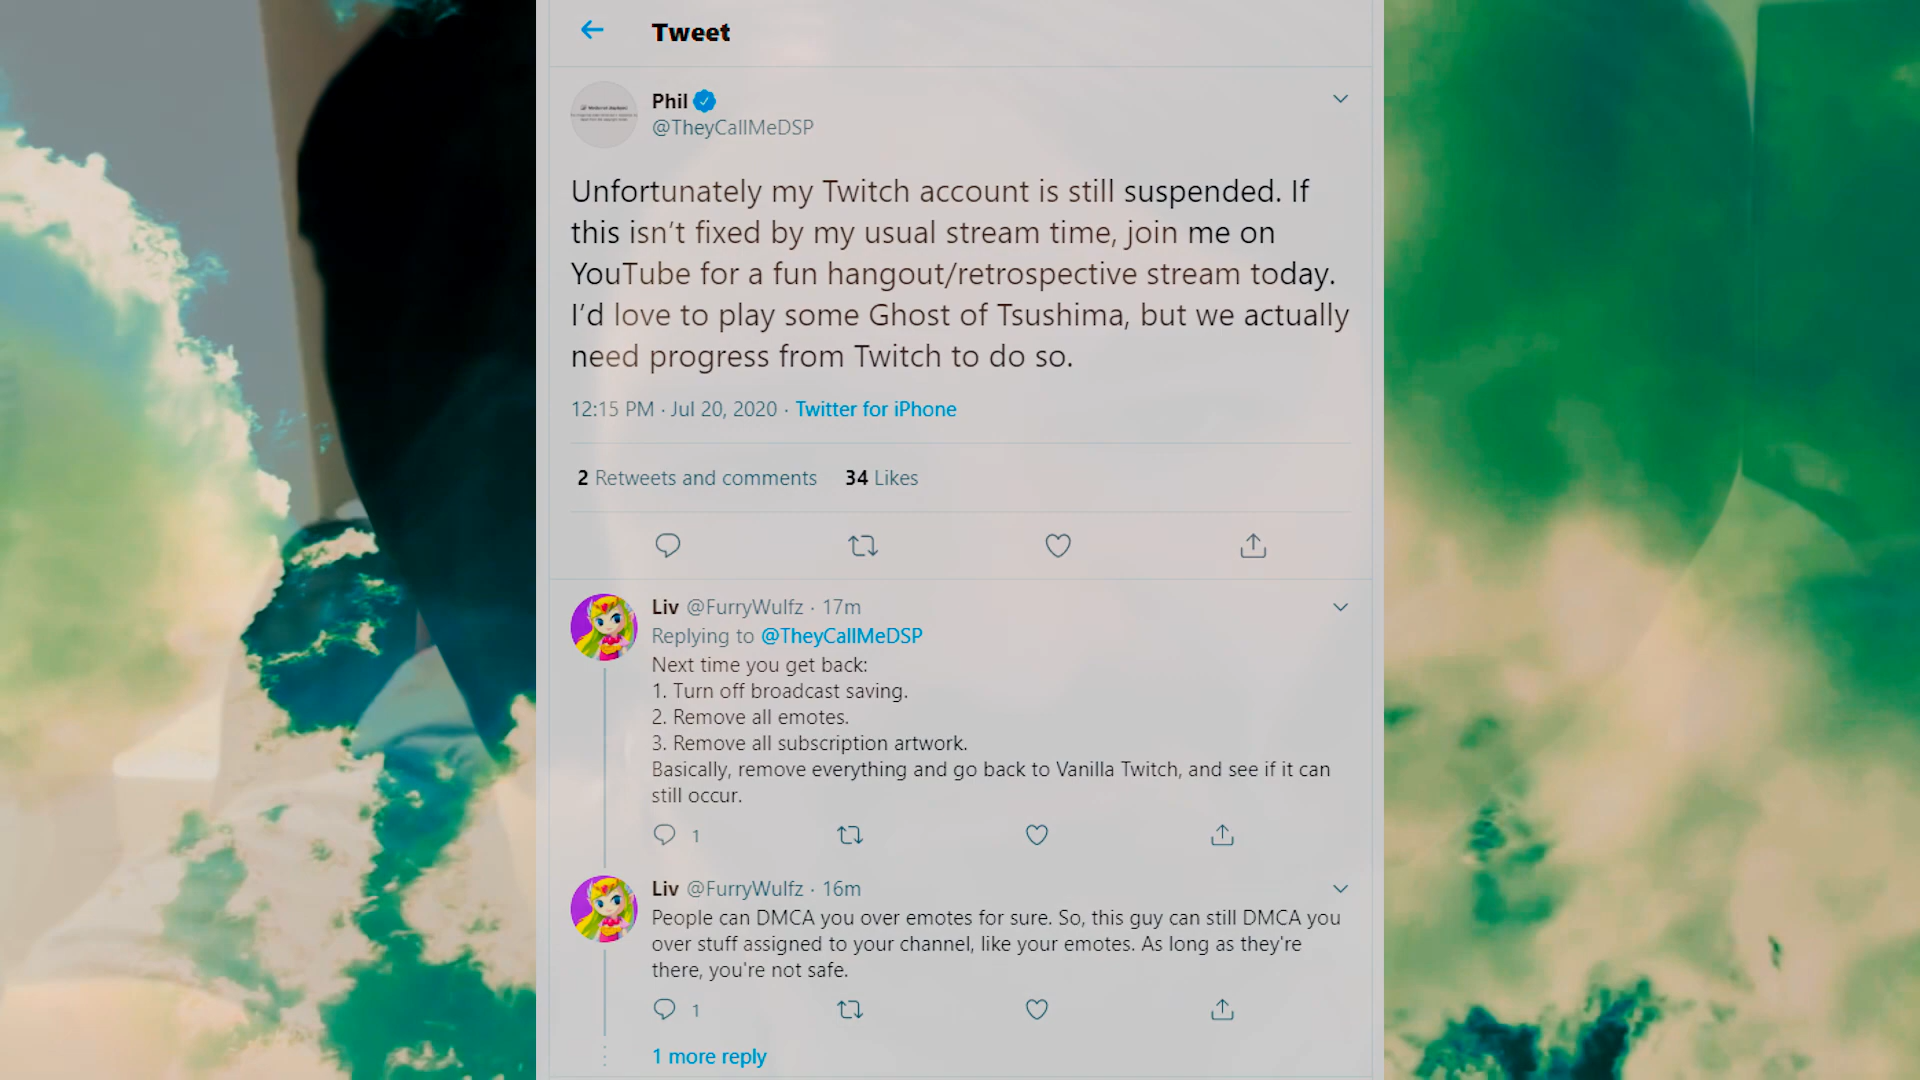 Tweet
Phil
@TheyCallMeDSP
Unfortunately my Twitch account is still suspended. If
this isn’t fixed by my usual stream time, join me on
YouTube for a fun hangout/retrospective stream today.
I’d love to play some Ghost of Tsushima, but we actually
need progress from Twitch to do so.
12:15 PM · Jul 20, 2020 · Twitter for iPhone
2 Retweets and comments 34 Likes
Liv @FurryWulfz · 17m
Replying to @TheyCallMeDSP
Next time you get back:
1. Turn off broadcast saving.
2. Remove all emotes.
3. Remove all subscription artwork.
Basically, remove everything and go back to Vanilla Twitch, and see if it can
still occur.
1
Liv @FurryWulfz · 16m
People can DMCA you over emotes for sure. So, this guy can still DMCA you
over stuff assigned to your channel, like your emotes. As long as they're
there, you're not safe.
1
1 more reply